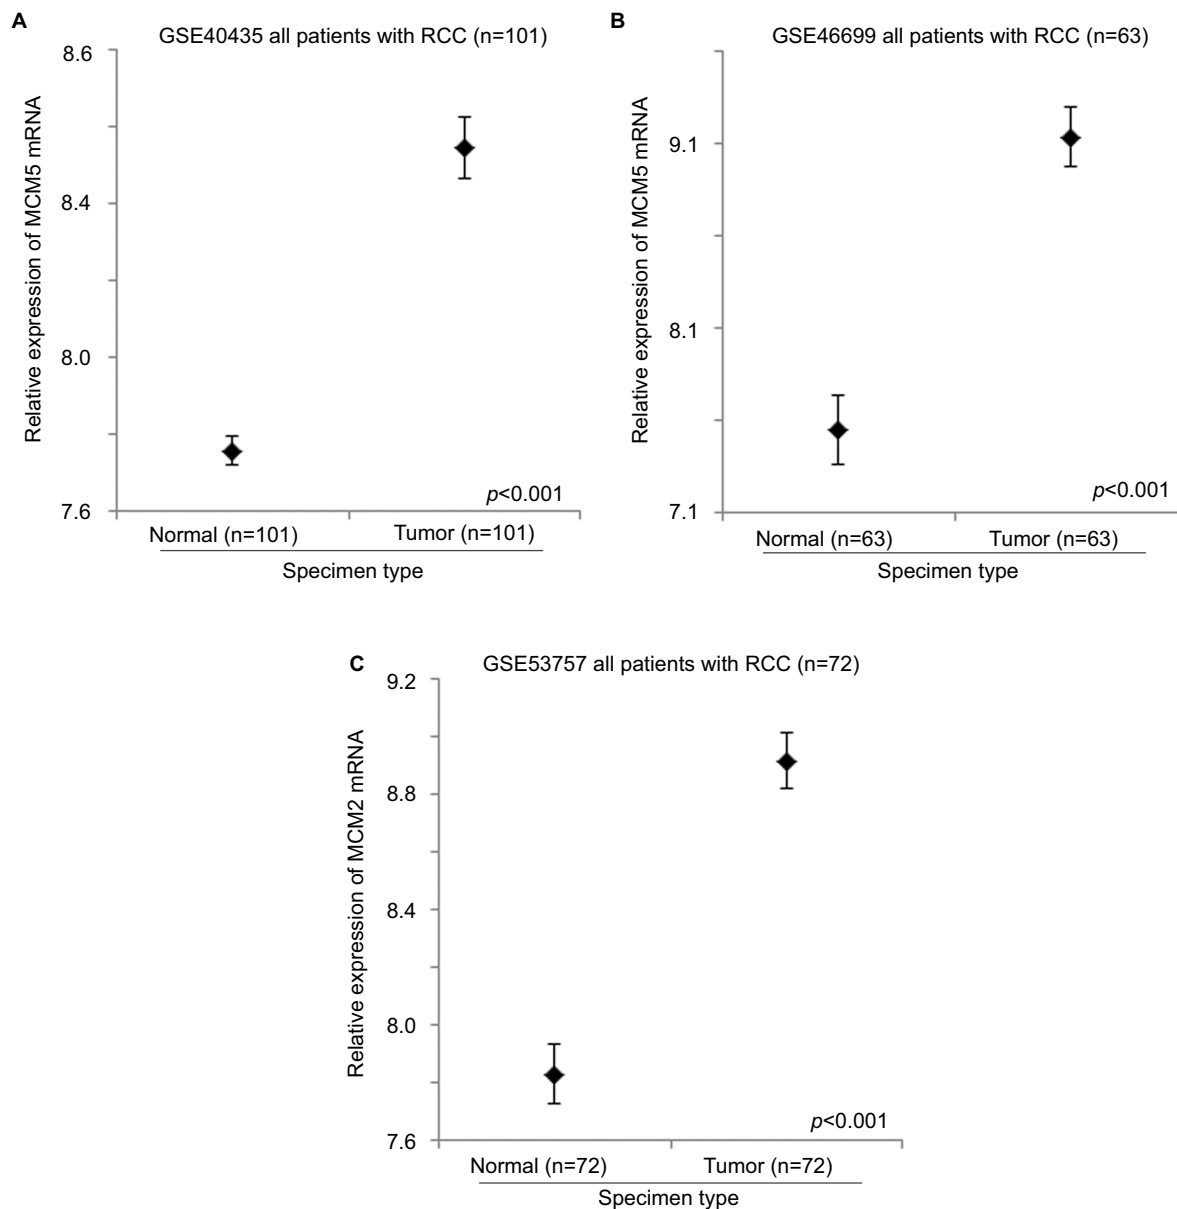 A
GSE40435 all patients with RCC (n=101)
Relative expression of MCM5 mRNA
8.6
8.4
8.0
7.6
p<0.001
Normal (n=101)
Tumor (n=101)
Specimen type
B
GSE46699 all patients with RCC (n=63)
Relative expression of MCM5 mRNA
9.1
8.1
7.1
p<0.001
Normal (n=63)
Tumor (n=63)
Specimen type
C
GSE53757 all patients with RCC (n=72)
Relative expression of MCM2 mRNA
9.2
8.8
8.4
8.0
7.6
p<0.001
Normal (n=72)
Tumor (n=72)
Specimen type